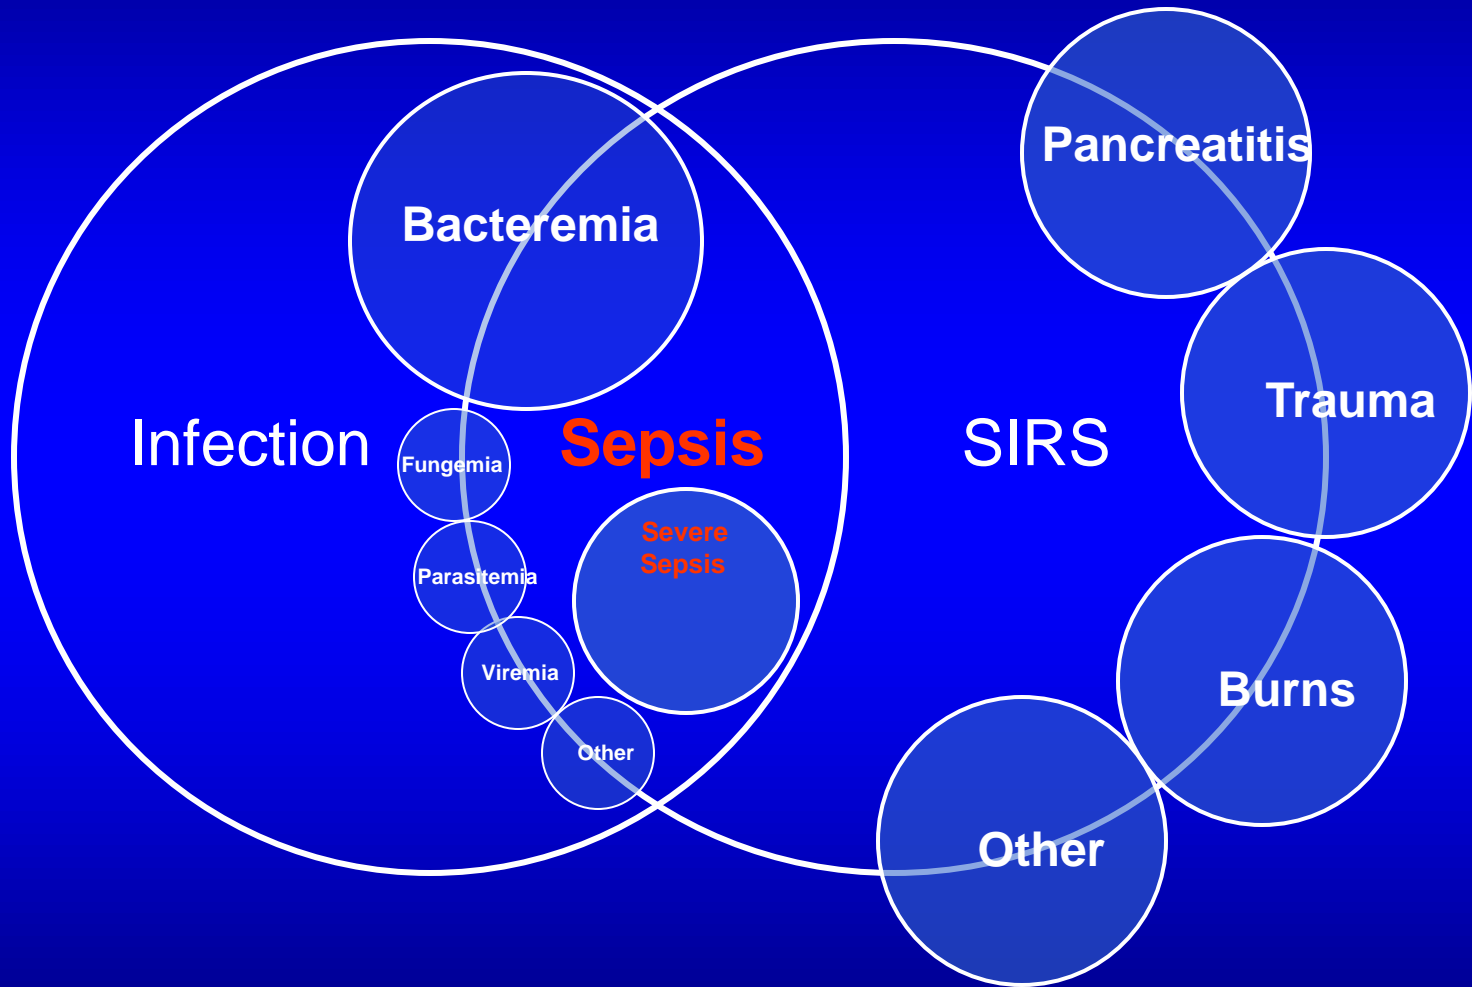 Pancreatitis
Bacteremia
Trauma
Infection
Sepsis
SIRS
Fungemia
Severe
Sepsis
Parasitemia
Viremia
Burns
Other
Other